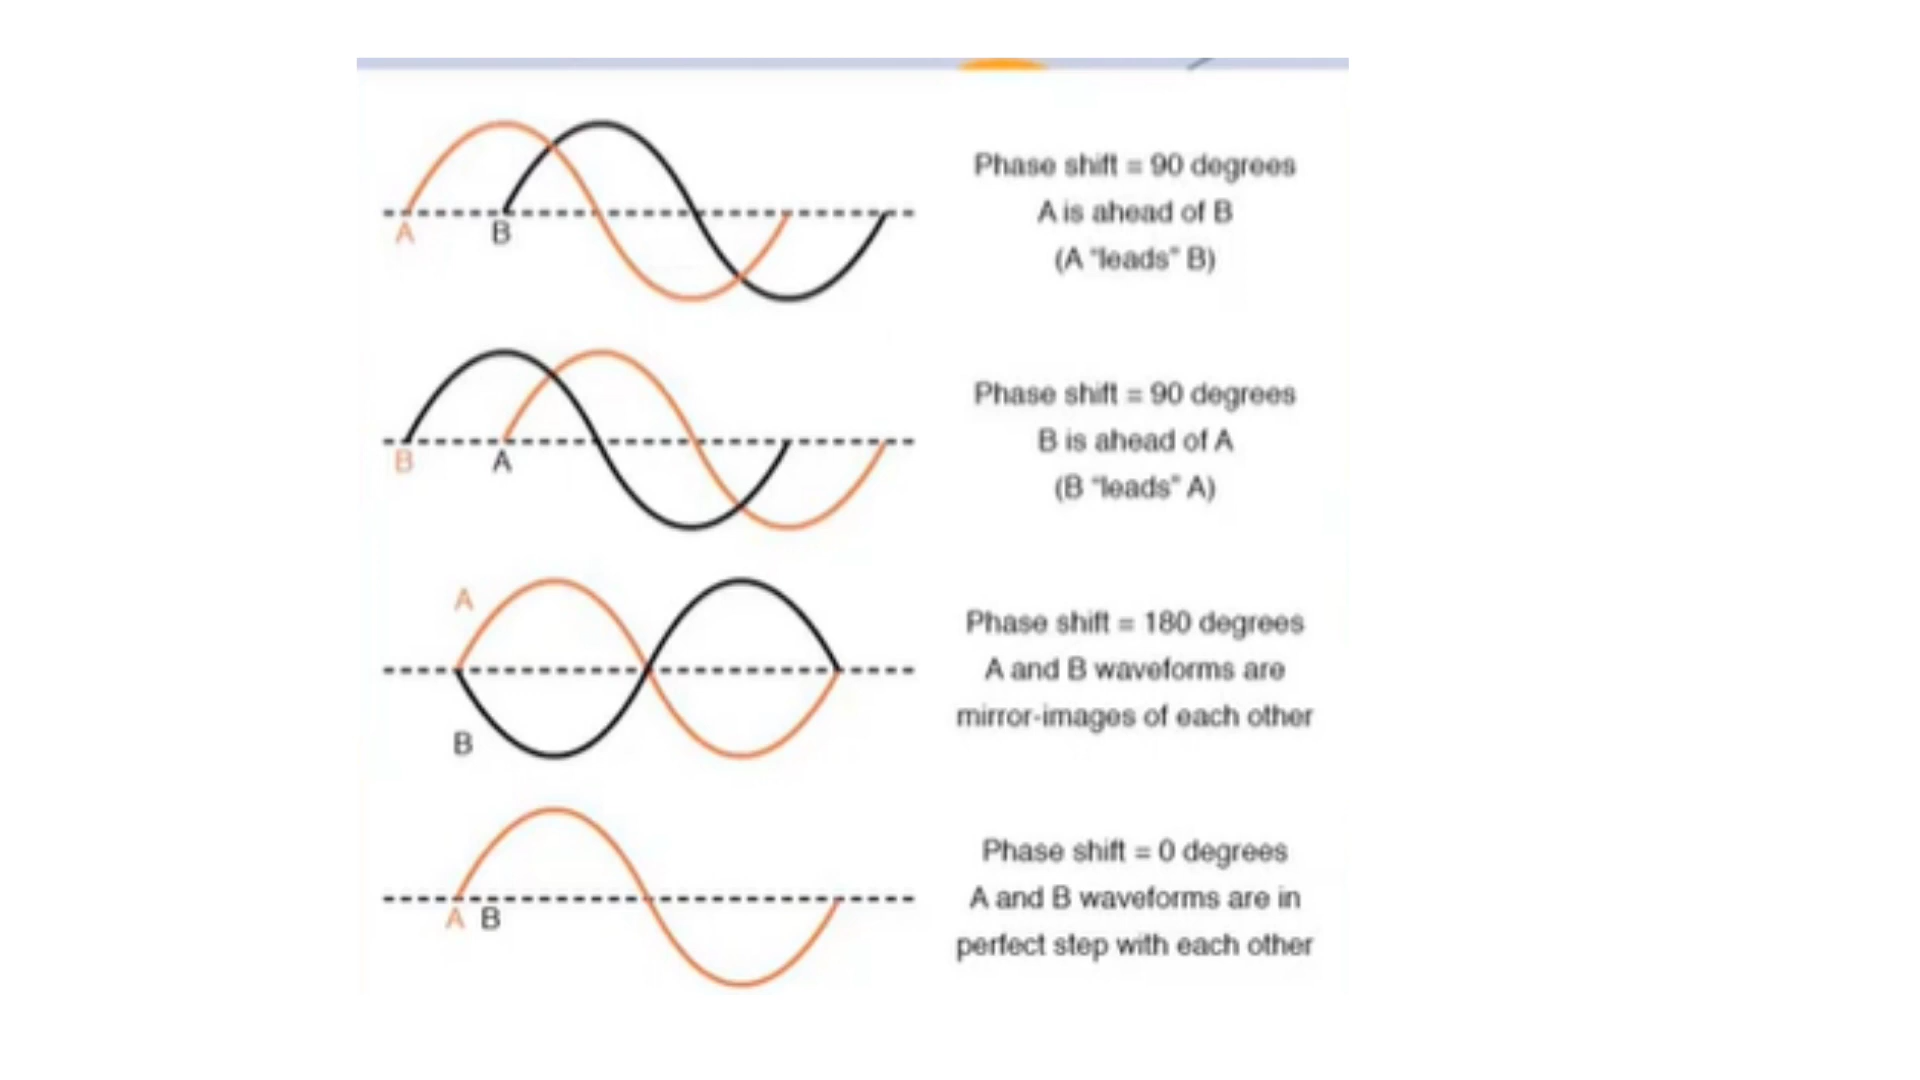 A
B
Phase shift = 90 degrees
A is ahead of B
(A "leads" B)
B
A
Phase shift = 90 degrees
B is ahead of A
(B "leads" A)
A
B
Phase shift = 180 degrees
A and B waveforms are
mirror-images of each other
A B
Phase shift = 0 degrees
A and B waveforms are in
perfect step with each other